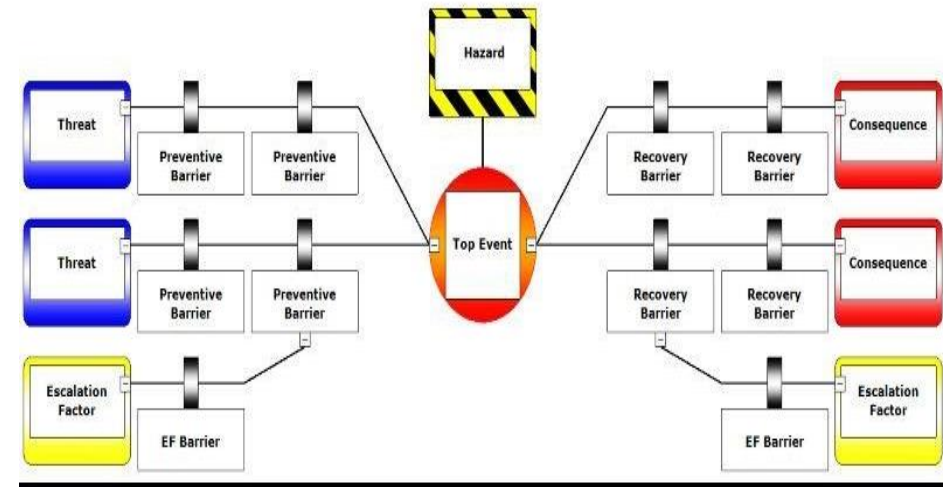 Hazard
Threat
Preventive
Barrier
Preventive
Barrier
Recovery
Barrier
Recovery
Barrier
Consequence
Top Event
Threat
Preventive
Barrier
Preventive
Barrier
Recovery
Barrier
Recovery
Barrier
Consequence
Escalation
Factor
EF Barrier
EF Barrier
Escalation
Factor